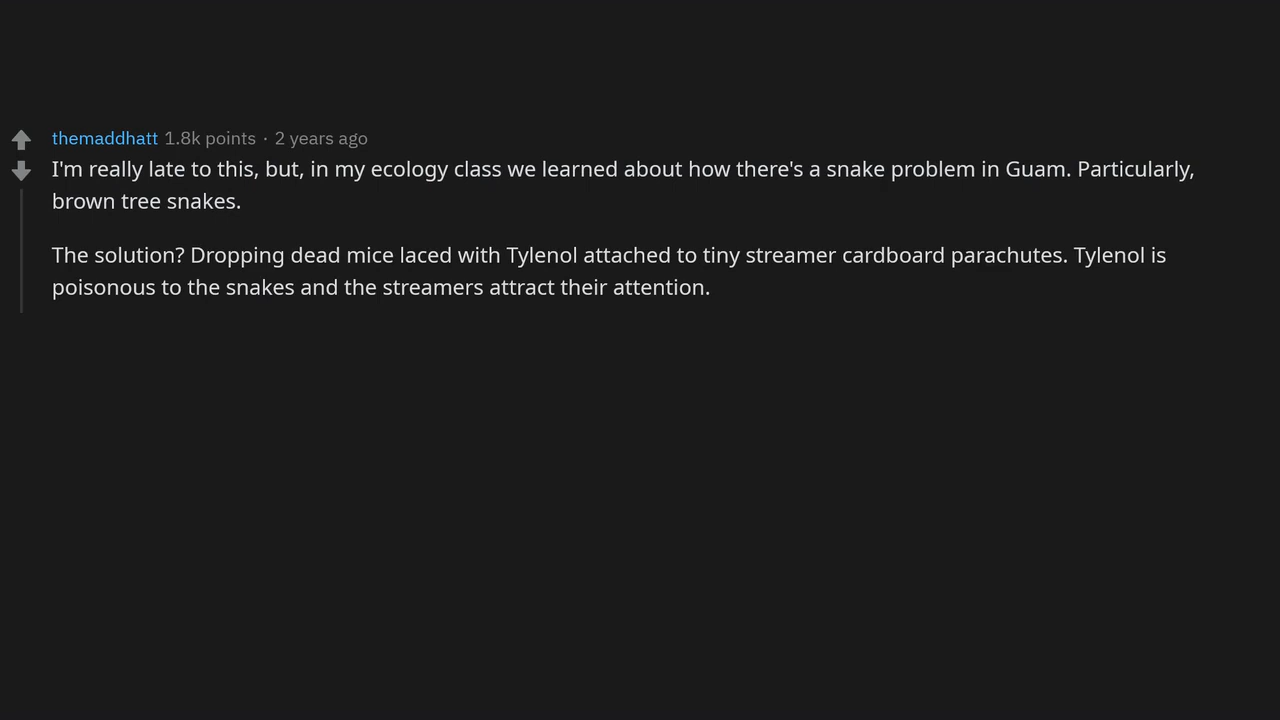 themaddhatt 1.8k points · 2 years ago
I'm really late to this, but, in my ecology class we learned about how there's a snake problem in Guam. Particularly,
brown tree snakes.
The solution? Dropping dead mice laced with Tylenol attached to tiny streamer cardboard parachutes. Tylenol is
poisonous to the snakes and the streamers attract their attention.